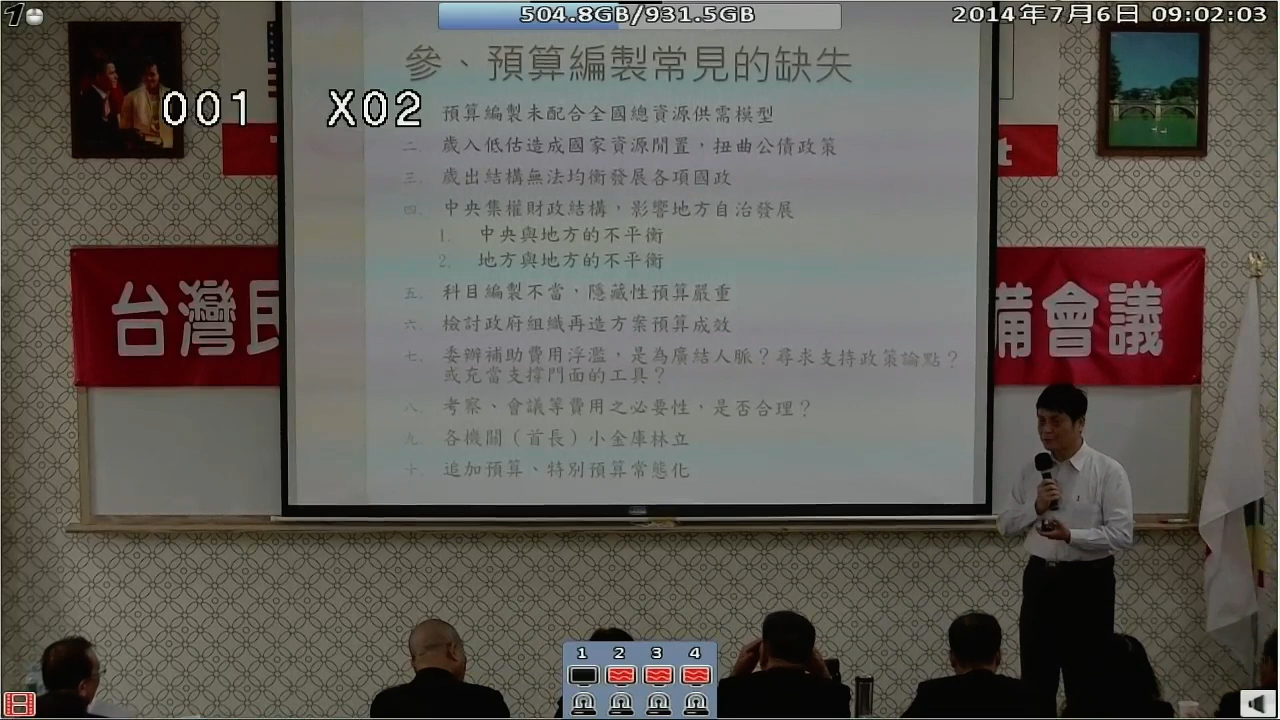 504.8GB/931.5GB
2014年7月6日 09:02:03
001 X02
參、預算編製常見的缺失
預算編製未配合全國總資源供需模型
二. 歲入低估造成國家資源閒置，扭曲公債政策
三. 歲出結構無法均衡發展各項國政
四. 中央集權財政結構，影響地方自治發展
1. 中央與地方的不平衡
2. 地方與地方的不平衡
五. 科目編製不當，隱藏性預算嚴重
六. 檢討政府組織再造方案預算成效
七. 委辦補助費用浮濫，是為廣結人脈？尋求支持政策論點？
或充當支撐門面的工具？
八. 考察、會議等費用之必要性，是否合理？
九. 各機關（首長）小金庫林立
十. 追加預算、特別預算常態化
台灣民
備會議
t
1 2 3 4
1